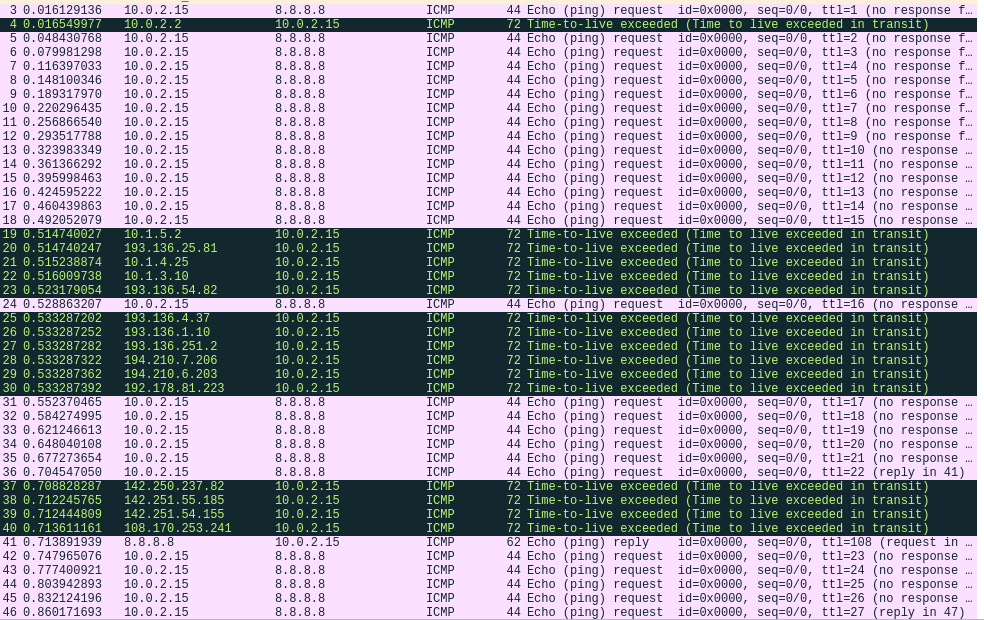 3 0.016129136 10.0.2.15 8.8.8.8 ICMP 44 Echo (ping) request id=0x0000, seq=0/0, ttl=1 (no response f…
4 0.016549977 10.0.2.2 10.0.2.15 ICMP 72 Time-to-live exceeded (Time to live exceeded in transit)
5 0.048430768 10.0.2.15 8.8.8.8 ICMP 44 Echo (ping) request id=0x0000, seq=0/0, ttl=2 (no response f…
6 0.079981298 10.0.2.15 8.8.8.8 ICMP 44 Echo (ping) request id=0x0000, seq=0/0, ttl=3 (no response f…
7 0.116397033 10.0.2.15 8.8.8.8 ICMP 44 Echo (ping) request id=0x0000, seq=0/0, ttl=4 (no response f…
8 0.148100346 10.0.2.15 8.8.8.8 ICMP 44 Echo (ping) request id=0x0000, seq=0/0, ttl=5 (no response f…
9 0.189317970 10.0.2.15 8.8.8.8 ICMP 44 Echo (ping) request id=0x0000, seq=0/0, ttl=6 (no response f…
10 0.220296435 10.0.2.15 8.8.8.8 ICMP 44 Echo (ping) request id=0x0000, seq=0/0, ttl=7 (no response f…
11 0.256866540 10.0.2.15 8.8.8.8 ICMP 44 Echo (ping) request id=0x0000, seq=0/0, ttl=8 (no response f…
12 0.293517788 10.0.2.15 8.8.8.8 ICMP 44 Echo (ping) request id=0x0000, seq=0/0, ttl=9 (no response f…
13 0.323983349 10.0.2.15 8.8.8.8 ICMP 44 Echo (ping) request id=0x0000, seq=0/0, ttl=10 (no response …
14 0.361366292 10.0.2.15 8.8.8.8 ICMP 44 Echo (ping) request id=0x0000, seq=0/0, ttl=11 (no response …
15 0.395998463 10.0.2.15 8.8.8.8 ICMP 44 Echo (ping) request id=0x0000, seq=0/0, ttl=12 (no response …
16 0.424595222 10.0.2.15 8.8.8.8 ICMP 44 Echo (ping) request id=0x0000, seq=0/0, ttl=13 (no response …
17 0.460439863 10.0.2.15 8.8.8.8 ICMP 44 Echo (ping) request id=0x0000, seq=0/0, ttl=14 (no response …
18 0.492052079 10.0.2.15 8.8.8.8 ICMP 44 Echo (ping) request id=0x0000, seq=0/0, ttl=15 (no response …
19 0.514740027 10.1.5.2 10.0.2.15 ICMP 72 Time-to-live exceeded (Time to live exceeded in transit)
20 0.514740247 193.136.25.81 10.0.2.15 ICMP 72 Time-to-live exceeded (Time to live exceeded in transit)
21 0.515238874 10.1.4.25 10.0.2.15 ICMP 72 Time-to-live exceeded (Time to live exceeded in transit)
22 0.516009738 10.1.3.10 10.0.2.15 ICMP 72 Time-to-live exceeded (Time to live exceeded in transit)
23 0.523179054 193.136.54.82 10.0.2.15 ICMP 72 Time-to-live exceeded (Time to live exceeded in transit)
24 0.528863207 10.0.2.15 8.8.8.8 ICMP 44 Echo (ping) request id=0x0000, seq=0/0, ttl=16 (no response …
25 0.533287202 193.136.4.37 10.0.2.15 ICMP 72 Time-to-live exceeded (Time to live exceeded in transit)
26 0.533287252 193.136.1.10 10.0.2.15 ICMP 72 Time-to-live exceeded (Time to live exceeded in transit)
27 0.533287282 193.136.251.2 10.0.2.15 ICMP 72 Time-to-live exceeded (Time to live exceeded in transit)
28 0.533287322 194.210.7.206 10.0.2.15 ICMP 72 Time-to-live exceeded (Time to live exceeded in transit)
29 0.533287362 194.210.6.203 10.0.2.15 ICMP 72 Time-to-live exceeded (Time to live exceeded in transit)
30 0.533287392 192.178.81.223 10.0.2.15 ICMP 72 Time-to-live exceeded (Time to live exceeded in transit)
31 0.552370465 10.0.2.15 8.8.8.8 ICMP 44 Echo (ping) request id=0x0000, seq=0/0, ttl=17 (no response …
32 0.584274995 10.0.2.15 8.8.8.8 ICMP 44 Echo (ping) request id=0x0000, seq=0/0, ttl=18 (no response …
33 0.621246613 10.0.2.15 8.8.8.8 ICMP 44 Echo (ping) request id=0x0000, seq=0/0, ttl=19 (no response …
34 0.648040108 10.0.2.15 8.8.8.8 ICMP 44 Echo (ping) request id=0x0000, seq=0/0, ttl=20 (no response …
35 0.677273654 10.0.2.15 8.8.8.8 ICMP 44 Echo (ping) request id=0x0000, seq=0/0, ttl=21 (no response …
36 0.704547050 10.0.2.15 8.8.8.8 ICMP 44 Echo (ping) request id=0x0000, seq=0/0, ttl=22 (reply in 41)
37 0.708828287 142.250.237.82 10.0.2.15 ICMP 72 Time-to-live exceeded (Time to live exceeded in transit)
38 0.712245765 142.251.55.185 10.0.2.15 ICMP 72 Time-to-live exceeded (Time to live exceeded in transit)
39 0.712444809 142.251.54.155 10.0.2.15 ICMP 72 Time-to-live exceeded (Time to live exceeded in transit)
40 0.713611161 108.170.253.241 10.0.2.15 ICMP 72 Time-to-live exceeded (Time to live exceeded in transit)
41 0.713891939 8.8.8.8 10.0.2.15 ICMP 62 Echo (ping) reply id=0x0000, seq=0/0, ttl=108 (request in …
42 0.747965076 10.0.2.15 8.8.8.8 ICMP 44 Echo (ping) request id=0x0000, seq=0/0, ttl=23 (no response …
43 0.777400921 10.0.2.15 8.8.8.8 ICMP 44 Echo (ping) request id=0x0000, seq=0/0, ttl=24 (no response …
44 0.803942893 10.0.2.15 8.8.8.8 ICMP 44 Echo (ping) request id=0x0000, seq=0/0, ttl=25 (no response …
45 0.832124196 10.0.2.15 8.8.8.8 ICMP 44 Echo (ping) request id=0x0000, seq=0/0, ttl=26 (no response …
46 0.860171693 10.0.2.15 8.8.8.8 ICMP 44 Echo (ping) request id=0x0000, seq=0/0, ttl=27 (reply in 47)